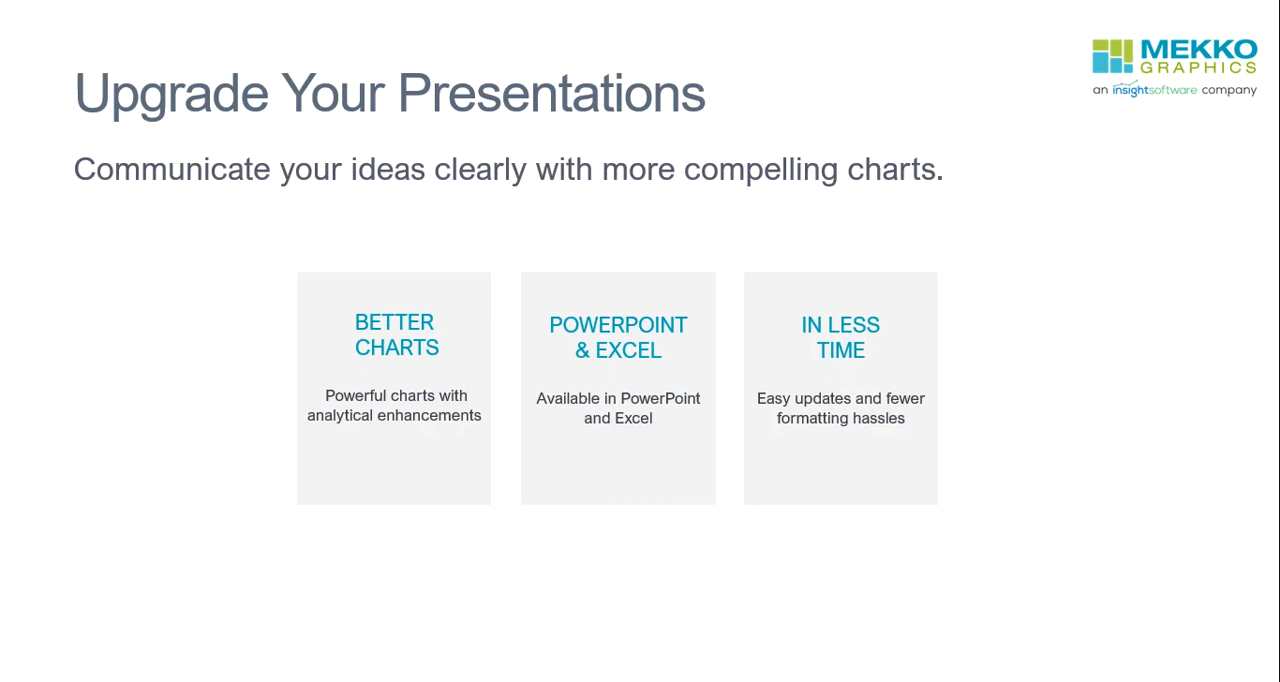 MEKKO
GRAPHICS
an insightsoftware company
Upgrade Your Presentations
Communicate your ideas clearly with more compelling charts.
BETTER
CHARTS
Powerful charts with
analytical enhancements
POWERPOINT
& EXCEL
Available in PowerPoint
and Excel
IN LESS
TIME
Easy updates and fewer
formatting hassles